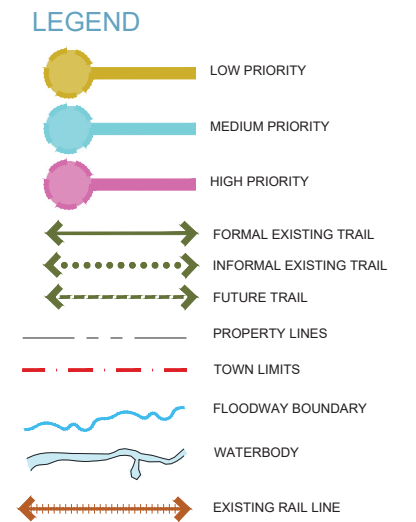 LEGEND
LOW PRIORITY
MEDIUM PRIORITY
HIGH PRIORITY
FORMAL EXISTING TRAIL
INFORMAL EXISTING TRAIL
FUTURE TRAIL
PROPERTY LINES
TOWN LIMITS
FLOODWAY BOUNDARY
WATERBODY
EXISTING RAIL LINE